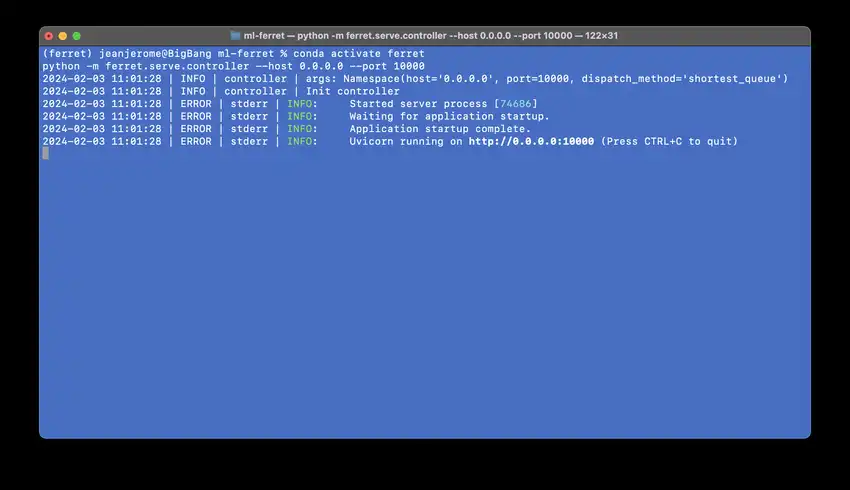 ml-ferret — python -m ferret.serve.controller --host 0.0.0.0 --port 10000 — 122×31
(ferret) jeanjerome@BigBang ml-ferret % conda activate ferret
python -m ferret.serve.controller --host 0.0.0.0 --port 10000
2024-02-03 11:01:28 | INFO | controller | args: Namespace(host='0.0.0.0', port=10000, dispatch_method='shortest_queue')
2024-02-03 11:01:28 | INFO | controller | Init controller
2024-02-03 11:01:28 | ERROR | stderr | INFO:     Started server process [74686]
2024-02-03 11:01:28 | ERROR | stderr | INFO:     Waiting for application startup.
2024-02-03 11:01:28 | ERROR | stderr | INFO:     Application startup complete.
2024-02-03 11:01:28 | ERROR | stderr | INFO:     Uvicorn running on http://0.0.0.0:10000 (Press CTRL+C to quit)